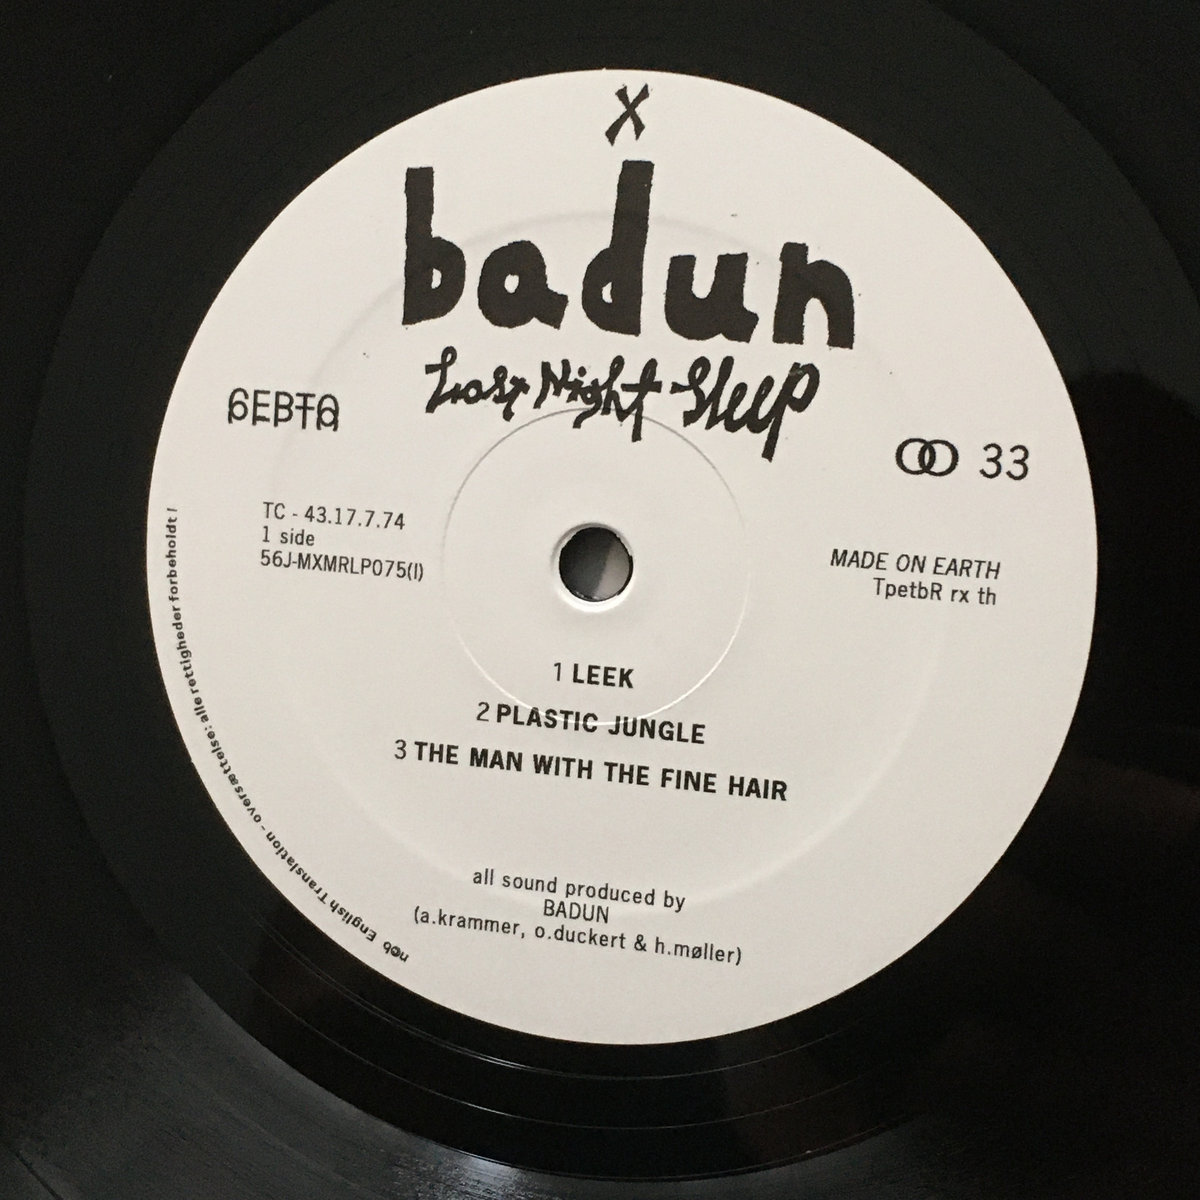 X
badun
Last Night Sleep
33
TC - 43.17.7.74
1 side
56J-MXMRLP075(I)
MADE ON EARTH
TpetbR rx th
1 LEEK
2 PLASTIC JUNGLE
3 THE MAN WITH THE FINE HAIR
all sound produced by
BADUN
(a.krammer, o.duckert & h.møller)
English Translation - oversættelse: alle rettigheder forbeholdt !